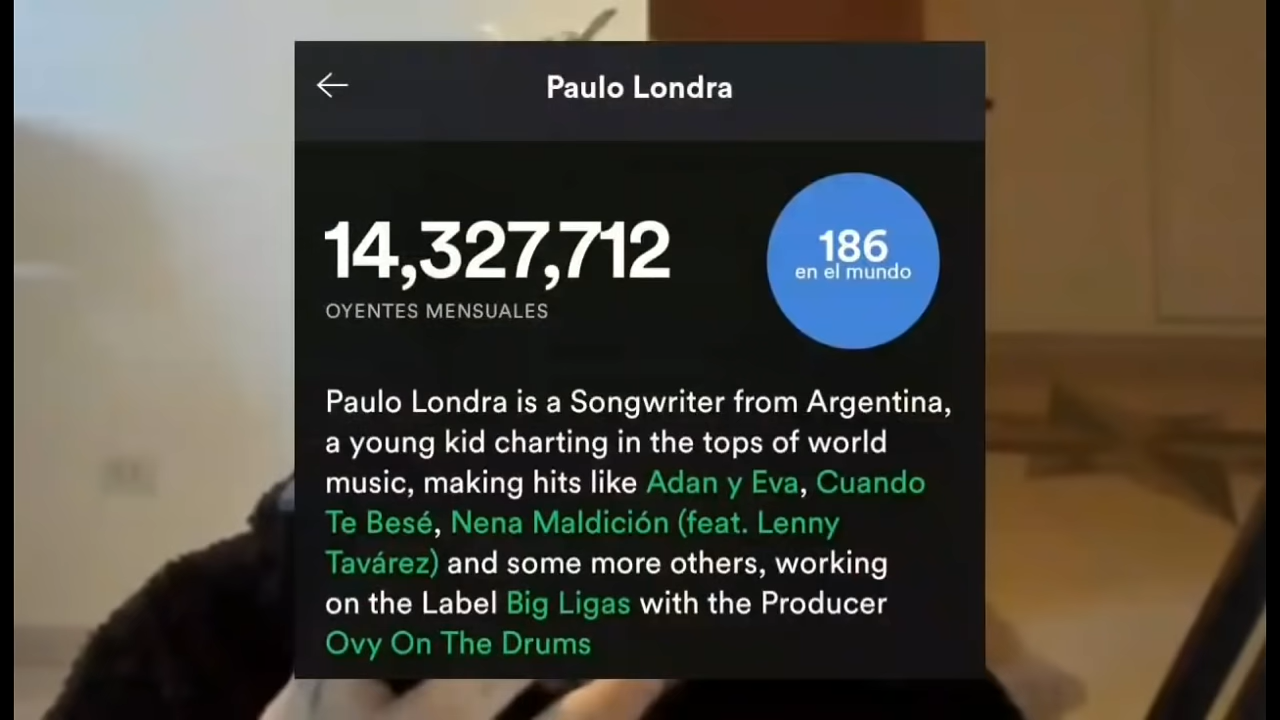 Paulo Londra
14,327,712
OYENTES MENSUALES
186
en el mundo
Paulo Londra is a Songwriter from Argentina,
a young kid charting in the tops of world
music, making hits like Adan y Eva, Cuando
Te Besé, Nena Maldición (feat. Lenny
Tavárez) and some more others, working
on the Label Big Ligas with the Producer
Ovy On The Drums